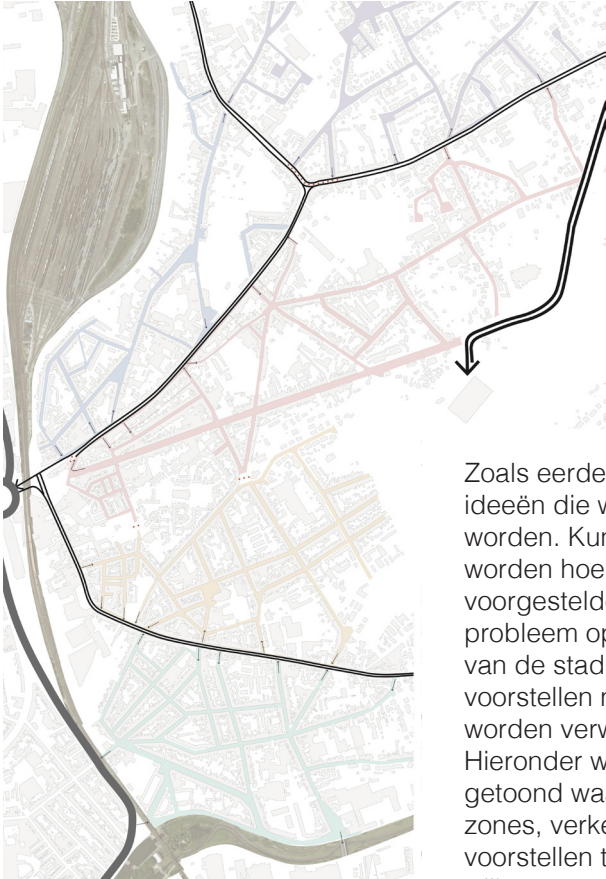 Zoals eerde
ideeën die w
worden. Kur
worden hoe
voorgesteld
probleem op
van de stad
voorstellen r
worden verv
Hieronder w
getoond wa
zones, verke
voorstellen t